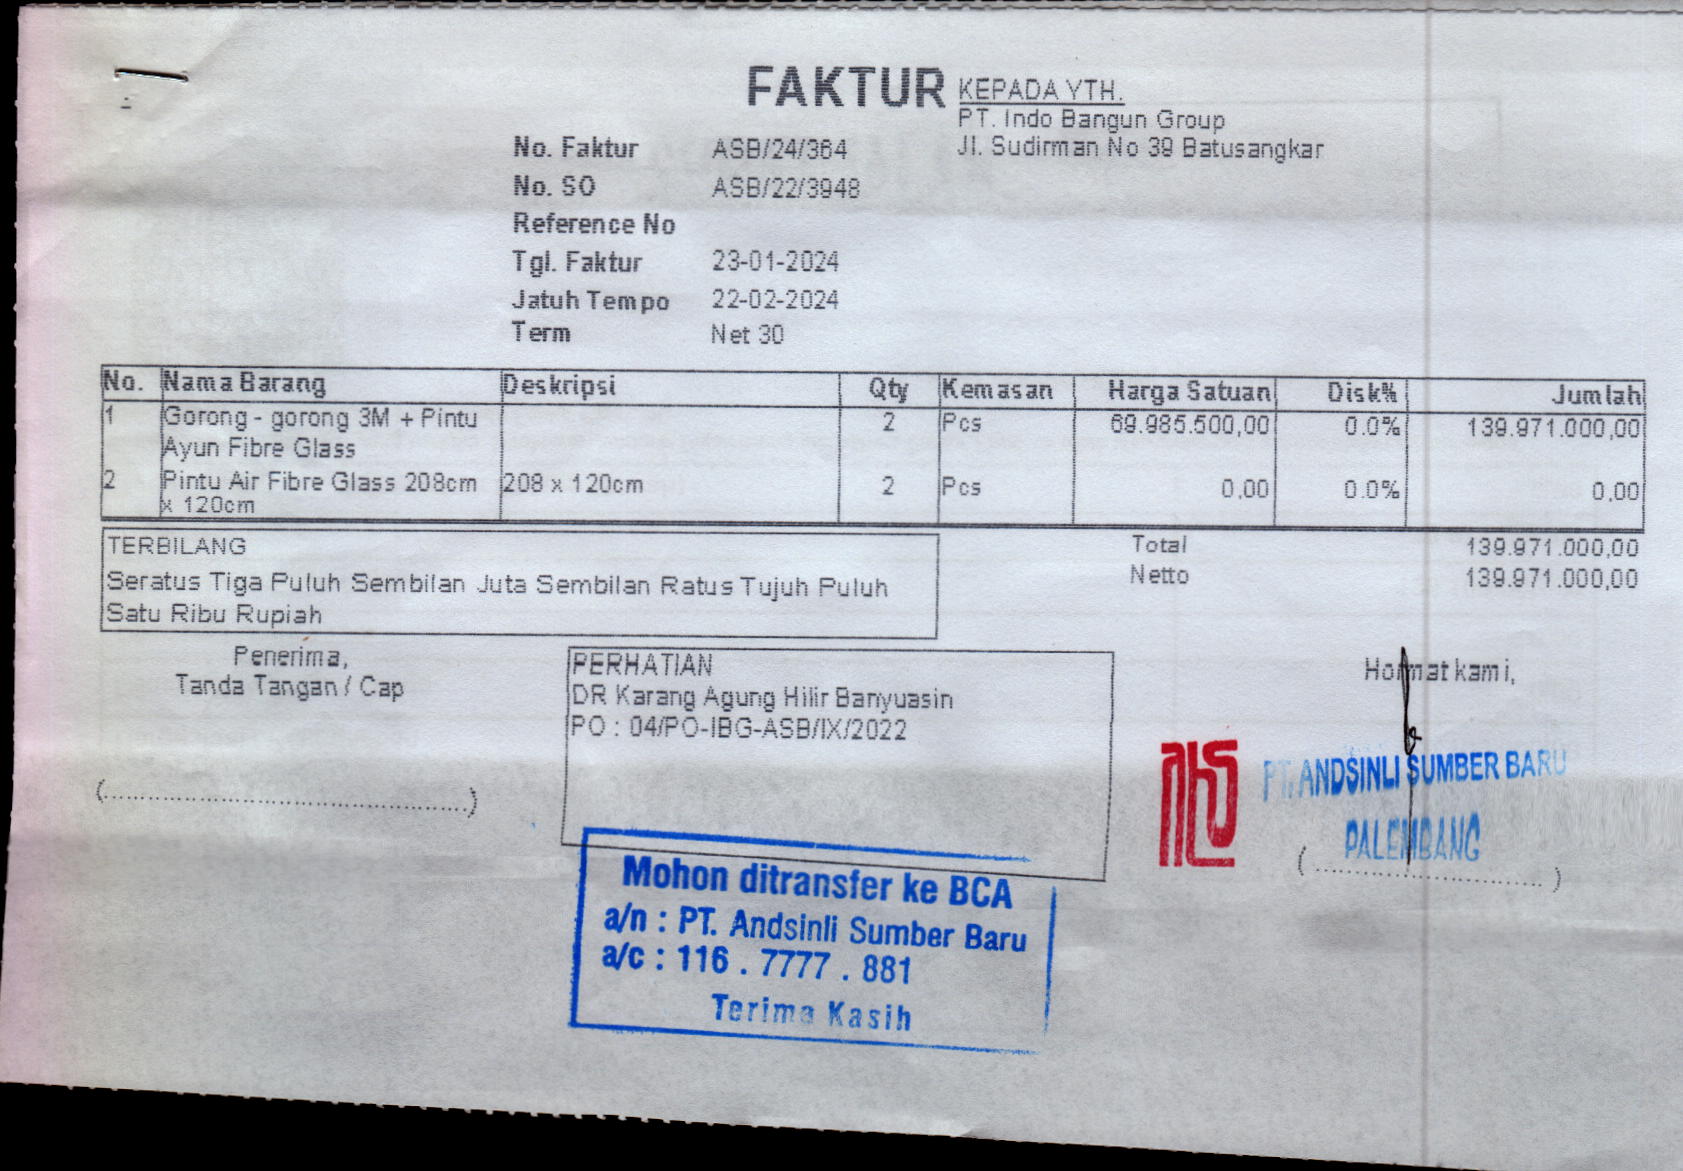 FAKTUR
KEPADA YTH.
PT. Indo Bangun Group
Jl. Sudirman No 39 Batusangkar
No. Faktur ASB/24/364
No. SO ASB/22/3948
Reference No
Tgl. Faktur 23-01-2024
Jatuh Tempo 22-02-2024
Term Net 30
No. Nama Barang Deskripsi Qty Kemasan Harga Satuan Disk% Jumlah
1 Gorong - gorong 3M + Pintu 2 Pcs 69.985.500,00 0.0% 139.971.000,00
Ayun Fibre Glass
2 Pintu Air Fibre Glass 208cm 208 x 120cm 2 Pcs 0,00 0.0% 0,00
x 120cm
TERBILANG
Seratus Tiga Puluh Sembilan Juta Sembilan Ratus Tujuh Puluh
Satu Ribu Rupiah
Total 139.971.000,00
Netto 139.971.000,00
Penerima,
Tanda Tangan / Cap
(..................................................)
PERHATIAN
DR Karang Agung Hilir Banyuasin
PO : 04/PO-IBG-ASB/IX/2022
Hormat kami,
PT. ANDSINLI SUMBER BARU
PALEMBANG
(................................)
Mohon ditransfer ke BCA
a/n : PT. Andsinli Sumber Baru
a/c : 116 . 7777 . 881
Terima Kasih